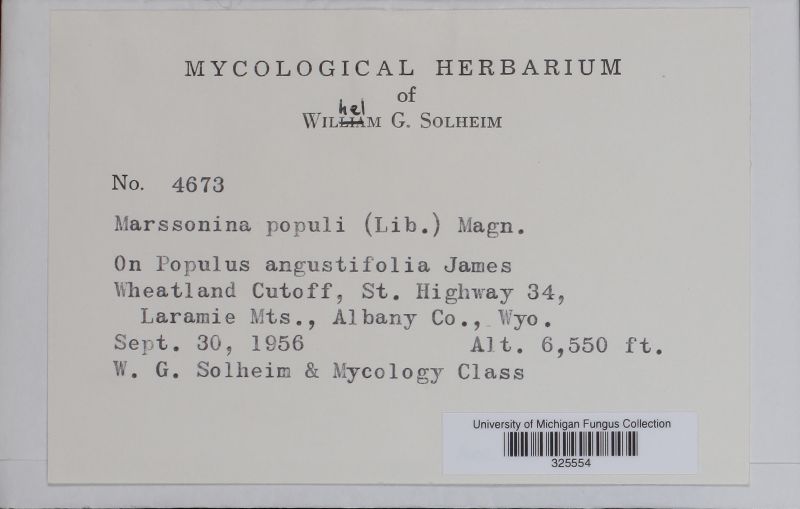 MYCOLOGICAL HERBARIUM
of
hel
WILLIAM G. SOLHEIM
No. 4673
Marssonina populi (Lib.) Magn.
On Populus angustifolia James
Wheatland Cutoff, St. Highway 34,
Laramie Mts., Albany Co., Wyo.
Sept. 30, 1956 Alt. 6,550 ft.
W. G. Solheim & Mycology Class
University of Michigan Fungus Collection
325554